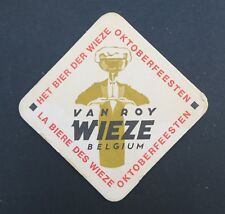 HET BIER DER WIEZE OKTOBERFEESTEN
VAN ROY
WIEZE
BELGIUM
LA BIERE DES WIEZE OKTOBERFEESTEN